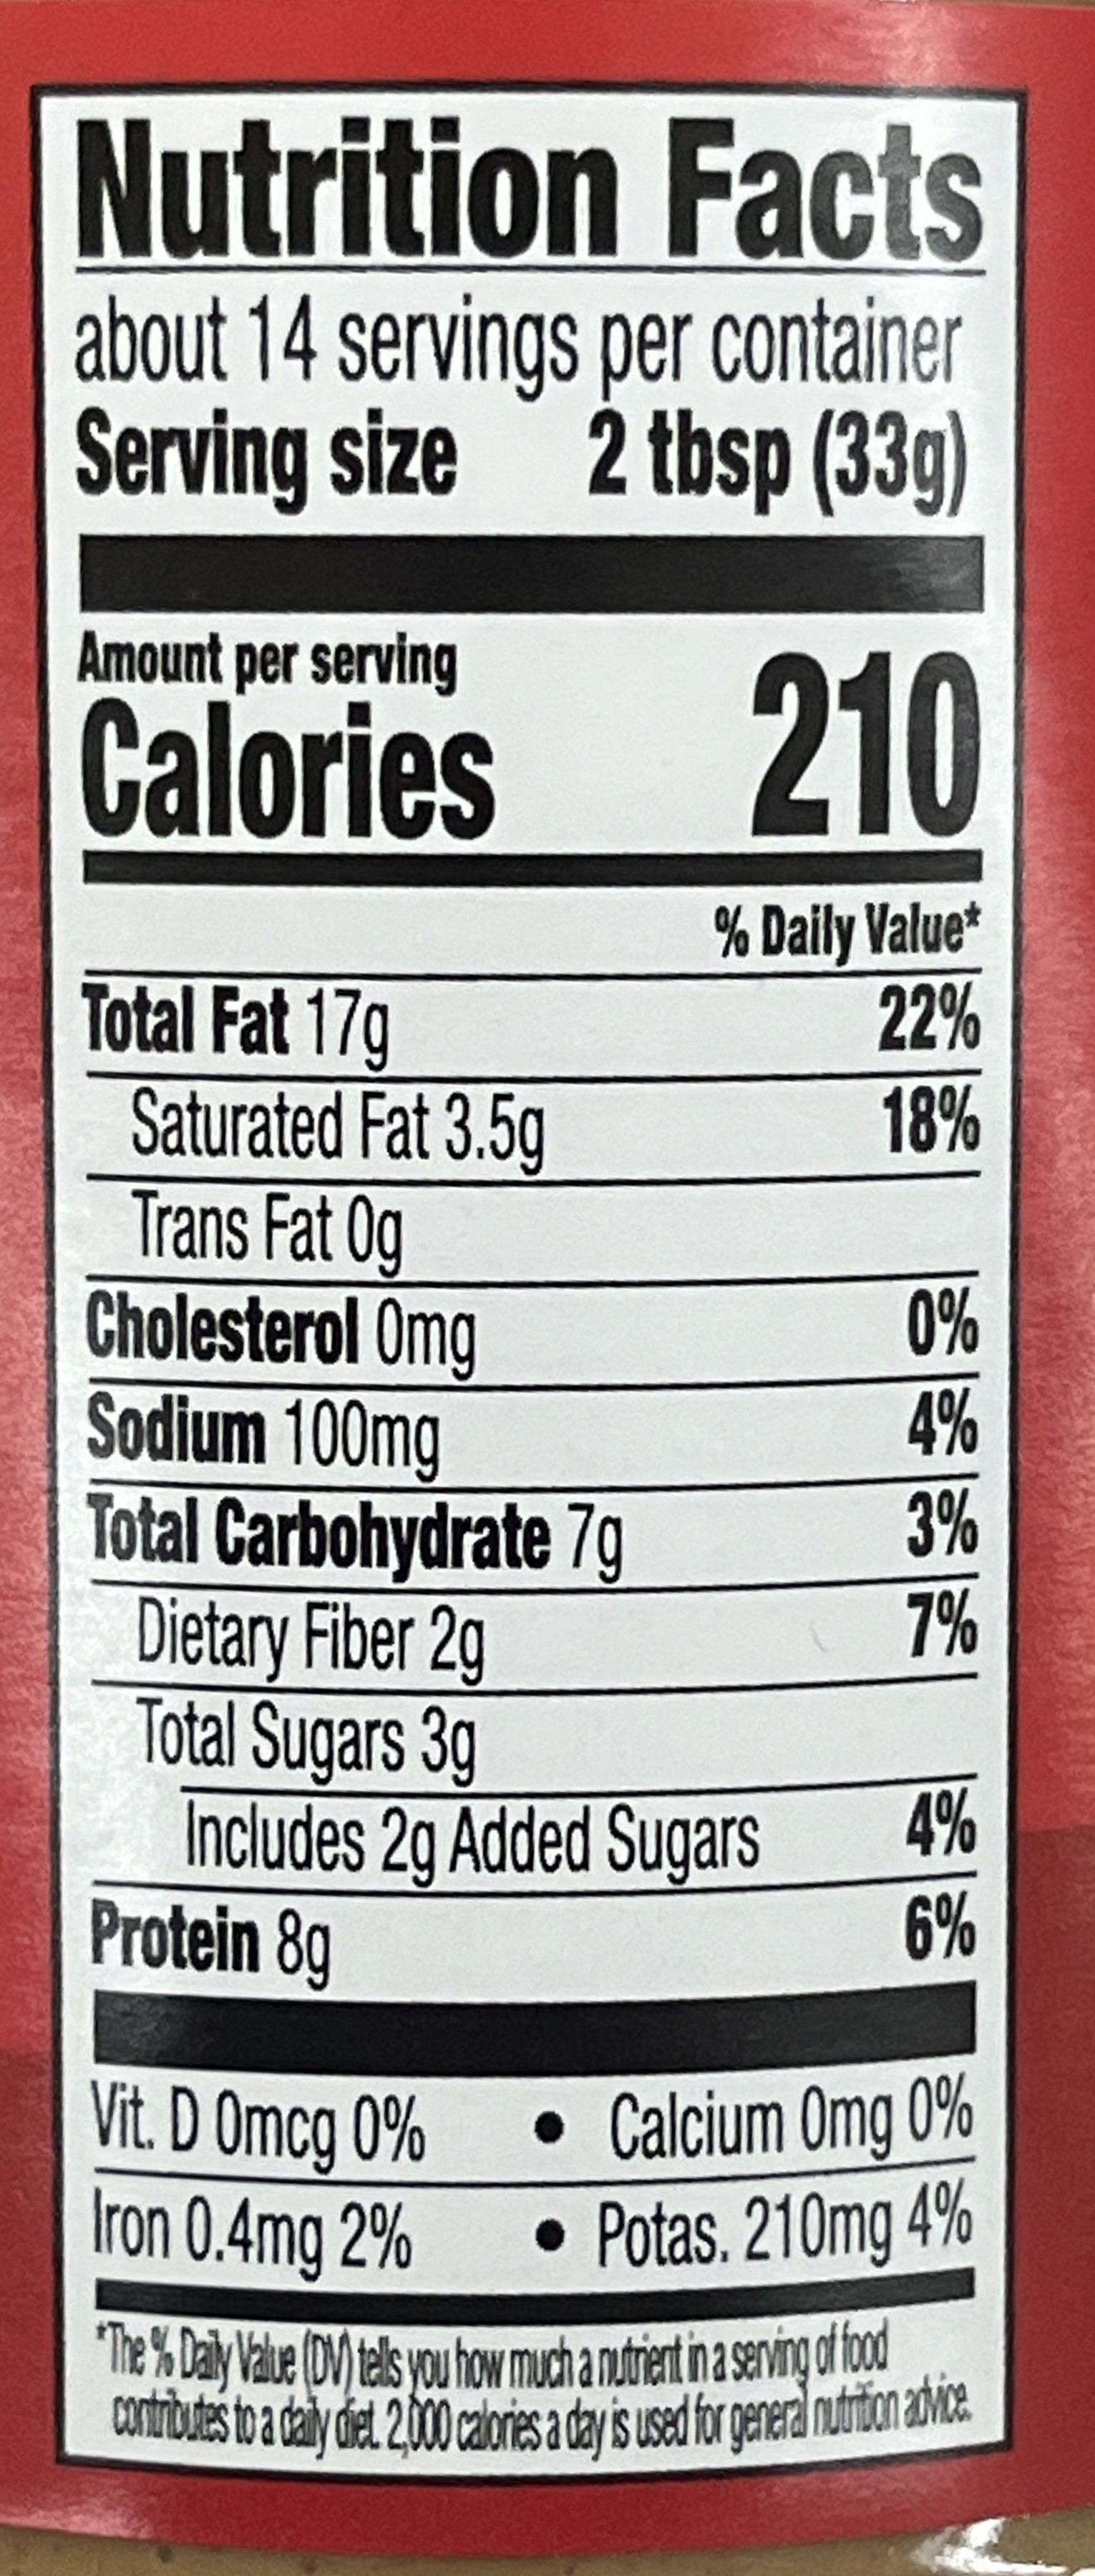 Nutrition Facts
about 14 servings per container
Serving size 2 tbsp (33g)
Amount per serving
Calories 210
% Daily Value*
Total Fat 17g 22%
Saturated Fat 3.5g 18%
Trans Fat 0g
Cholesterol 0mg 0%
Sodium 100mg 4%
Total Carbohydrate 7g 3%
Dietary Fiber 2g 7%
Total Sugars 3g
Includes 2g Added Sugars 4%
Protein 8g 6%
Vit. D 0mcg 0% • Calcium 0mg 0%
Iron 0.4mg 2% • Potas. 210mg 4%
*The % Daily Value (DV) tells you how much a nutrient in a serving of food
contributes to a daily diet. 2,000 calories a day is used for general nutrition advice.